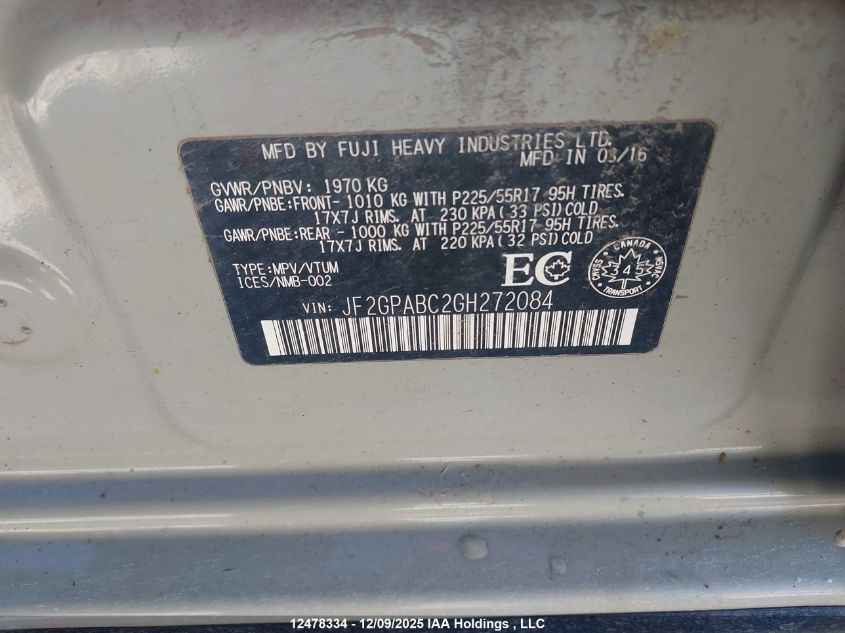 MFD BY FUJI HEAVY INDUSTRIES LTD.
MFD IN 03/16
GVWR/PNBV: 1970 KG
GAWR/PNBE:FRONT- 1010 KG WITH P225/55R17 95H TIRES.
17X7J RIMS. AT 230 KPA ( 33 PSI) COLD
GAWR/PNBE:REAR - 1000 KG WITH P225/55R17 95H TIRES.
17X7J RIMS. AT 220 KPA ( 32 PSI) COLD
TYPE:MPV/VTUM
ICES/NMB-002
EC
CANADA
CMVSS NSVAC
345
TRANSPORT
VIN: JF2GPABC2GH272084
12478334 - 12/09/2025 IAA Holdings , LLC